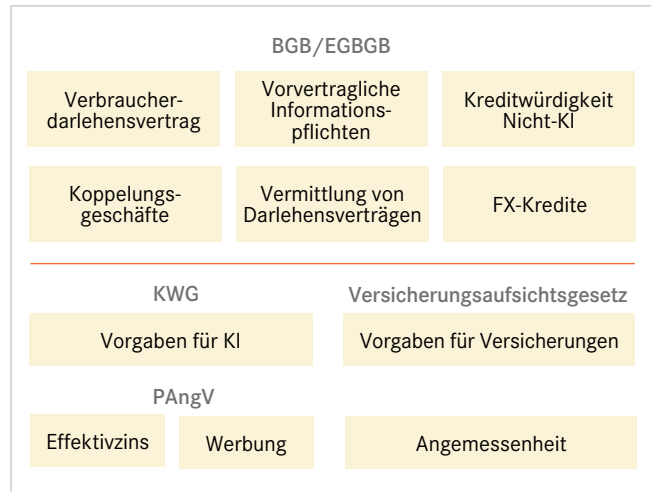 BGB/EGBGB
Verbraucher-
darlehensvertrag
Vorvertragliche
Informations-
pflichten
Kreditwürdigkeit
Nicht-KI
Koppelungs-
geschäfte
Vermittlung von
Darlehensverträgen
FX-Kredite
KWG
Vorgaben für KI
Versicherungsaufsichtsgesetz
Vorgaben für Versicherungen
PAngV
Effektivzins
Werbung
Angemessenheit